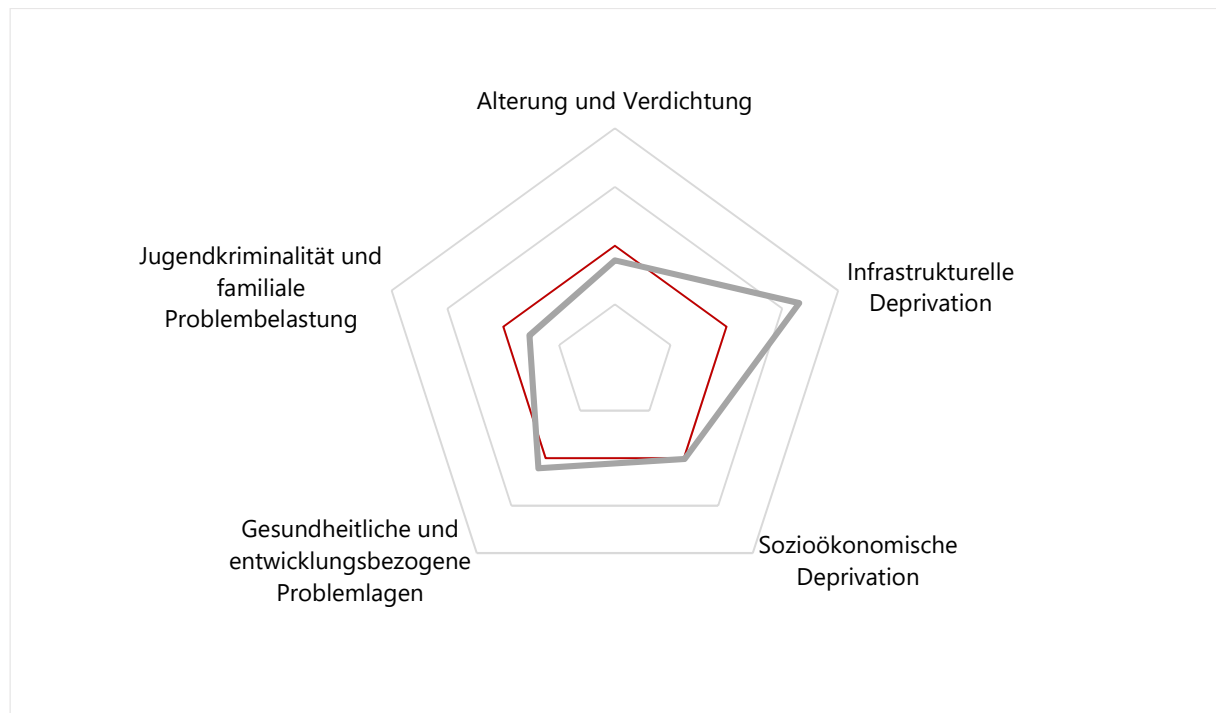 Alterung und Verdichtung
Infrastrukturelle
Deprivation
Sozioökonomische
Deprivation
Gesundheitliche und
entwicklungsbezogene
Problemlagen
Jugendkriminalität und
familiale
Problembelastung